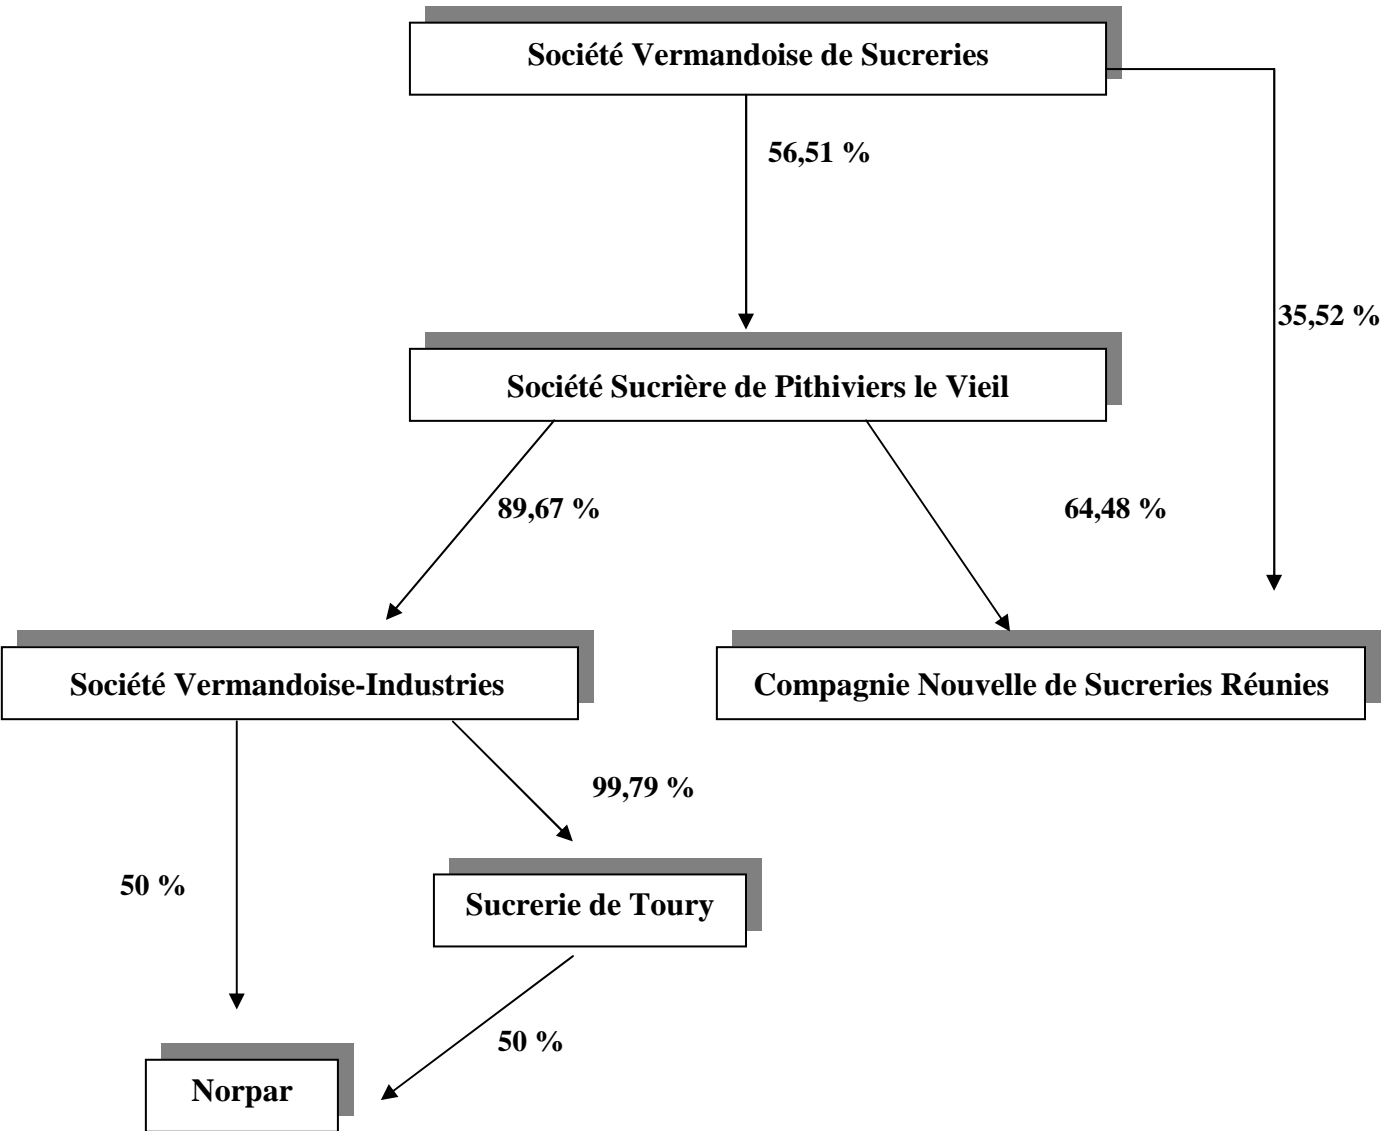 Société Vermandoise de Sucreries
56,51 %
35,52 %
Société Sucrière de Pithiviers le Vieil
89,67 %
64,48 %
Société Vermandoise-Industries
Compagnie Nouvelle de Sucreries Réunies
99,79 %
50 %
Sucrerie de Toury
50 %
Norpar